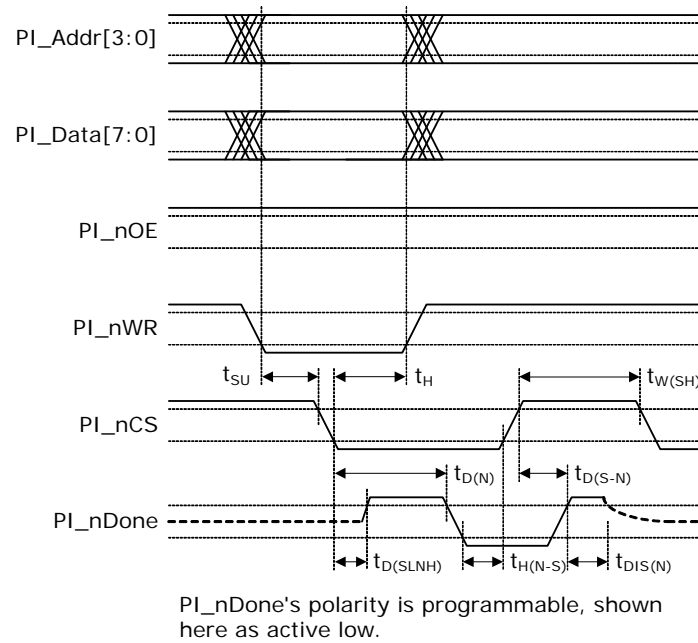 PI_Addr[3:0]
PI_Data[7:0]
PI_nOE
PI_nWR
tSU
tH
tW(SH)
PI_nCS
tD(N)
tD(S-N)
PI_nDone
tD(SLNH)
tH(N-S)
tDIS(N)
PI_nDone's polarity is programmable, shown
here as active low.